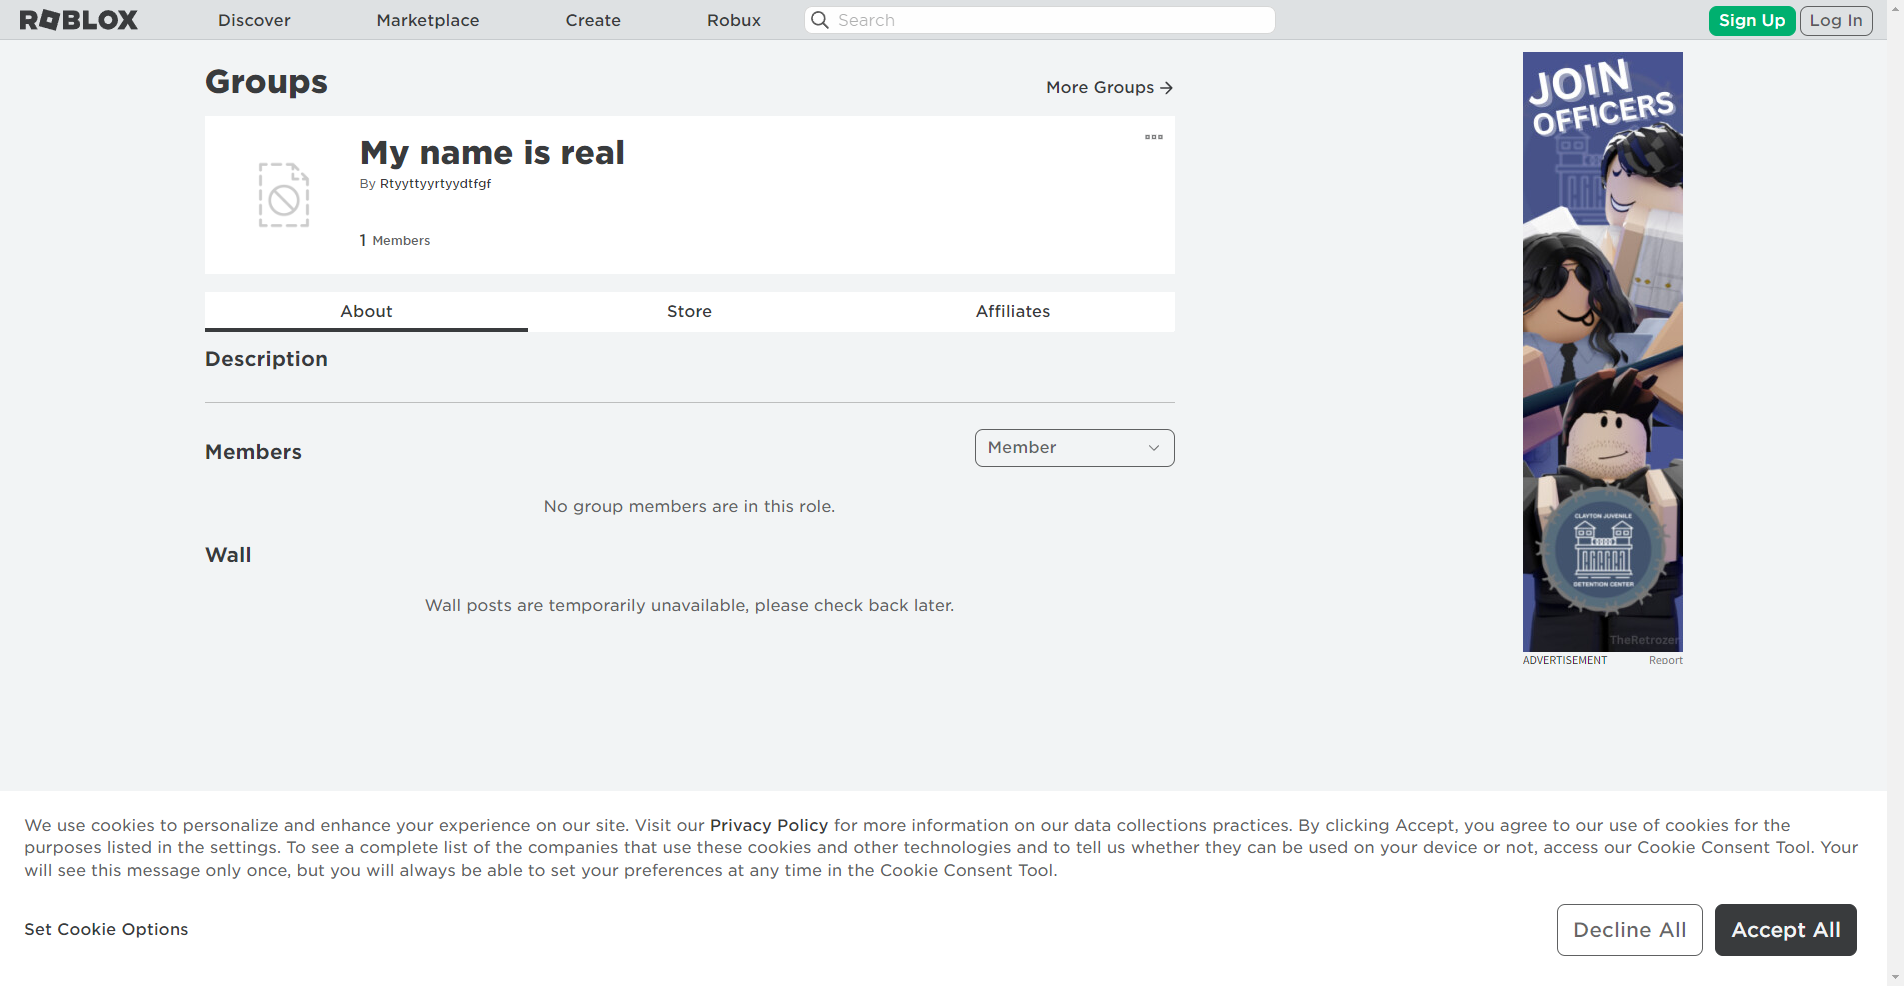 ROBLOX
Discover
Marketplace
Create
Robux
Search
Sign Up
Log In
Groups
More Groups
My name is real
By Rtyyttyyrtyydtfgf
1 Members
About
Store
Affiliates
Description
Members
Member
No group members are in this role.
Wall
Wall posts are temporarily unavailable, please check back later.
JOIN
OFFICERS
CLAYTON JUVENILE
DETENTION CENTER
TheRetrozer
ADVERTISEMENT
Report
We use cookies to personalize and enhance your experience on our site. Visit our Privacy Policy for more information on our data collections practices. By clicking Accept, you agree to our use of cookies for the
purposes listed in the settings. To see a complete list of the companies that use these cookies and other technologies and to tell us whether they can be used on your device or not, access our Cookie Consent Tool. Your
will see this message only once, but you will always be able to set your preferences at any time in the Cookie Consent Tool.
Set Cookie Options
Decline All
Accept All